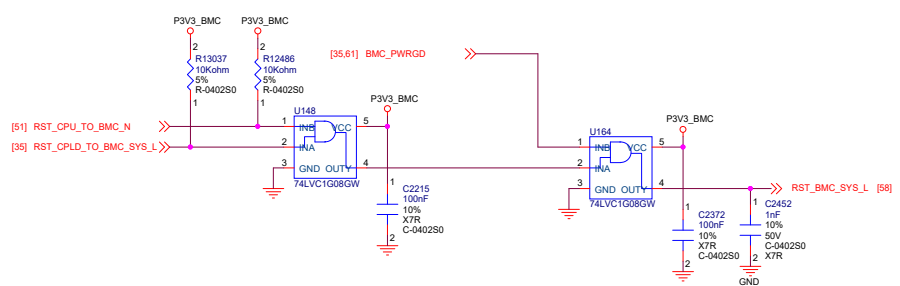 P3V3_BMC
P3V3_BMC
2
R13037
10Kohm
5%
R-0402S0
1
2
R12486
10Kohm
5%
R-0402S0
1
[35,61] BMC_PWRGD
P3V3_BMC
[51] RST_CPU_TO_BMC_N
[35] RST_CPLD_TO_BMC_SYS_L
U148
1 INB VCC 5
2 INA
3 GND OUTY 4
74LVC1G08GW
1
C2215
100nF
10%
X7R
C-0402S0
2
P3V3_BMC
U164
1 INB VCC 5
2 INA
3 GND OUTY 4
74LVC1G08GW
RST_BMC_SYS_L [58]
1
C2372
100nF
10%
X7R
C-0402S0
2
1
C2452
1nF
10%
50V
C-0402S0
X7R
2
GND